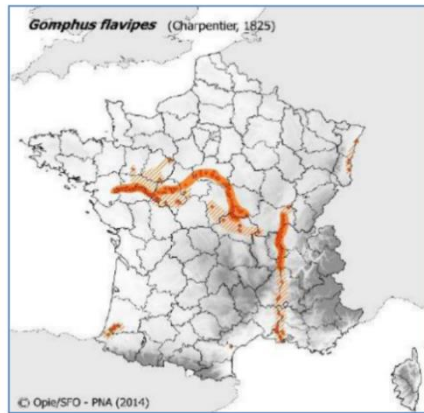 Gomphus flavipes (Charpentier, 1825)
© Opie/SFO - PNA (2014)